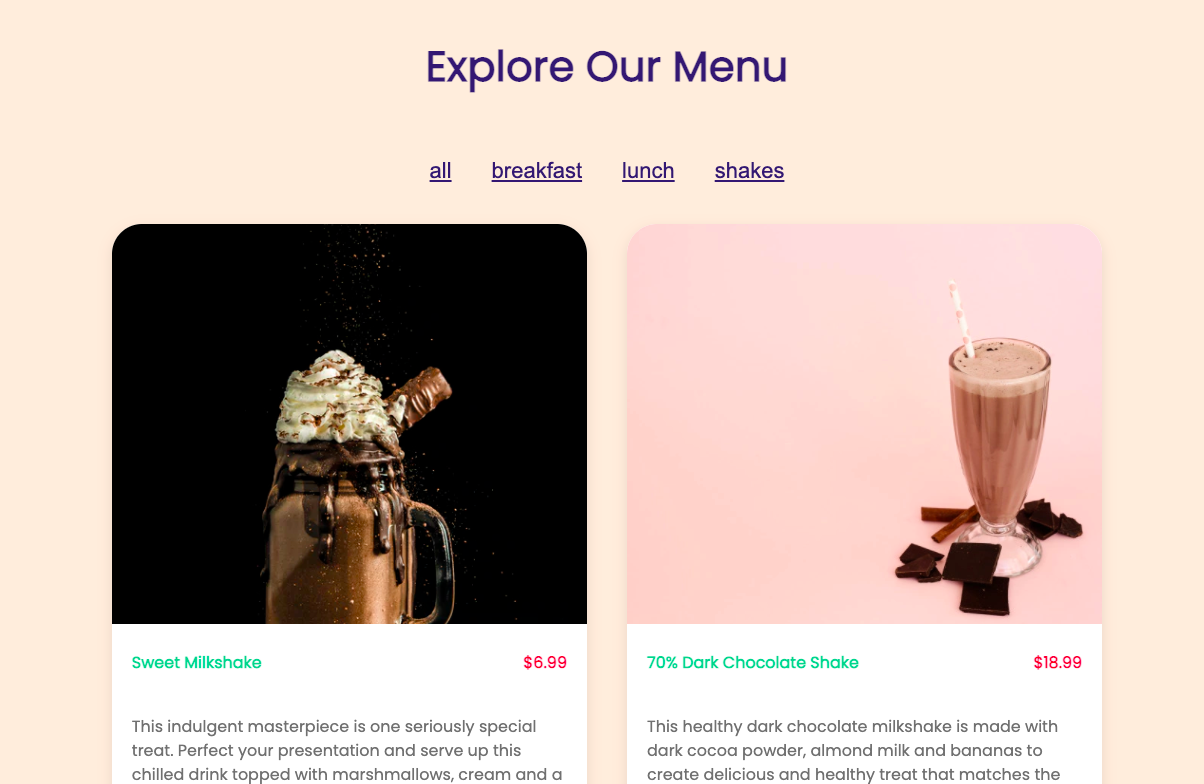 Explore Our Menu
all breakfast lunch shakes
Sweet Milkshake $6.99
This indulgent masterpiece is one seriously special
treat. Perfect your presentation and serve up this
chilled drink topped with marshmallows, cream and a
70% Dark Chocolate Shake $18.99
This healthy dark chocolate milkshake is made with
dark cocoa powder, almond milk and bananas to
create delicious and healthy treat that matches the